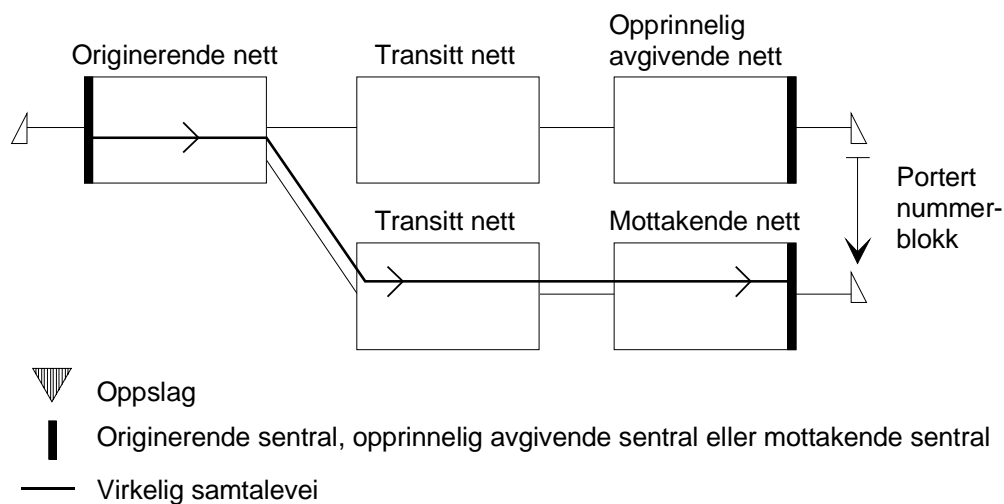 Originerende nett
Transitt nett
Opprinnelig
avgivende nett
Portert
nummer-
blokk
Transitt nett
Mottakende nett
Oppslag
Originerende sentral, opprinnelig avgivende sentral eller mottakende sentral
Virkelig samtalevei